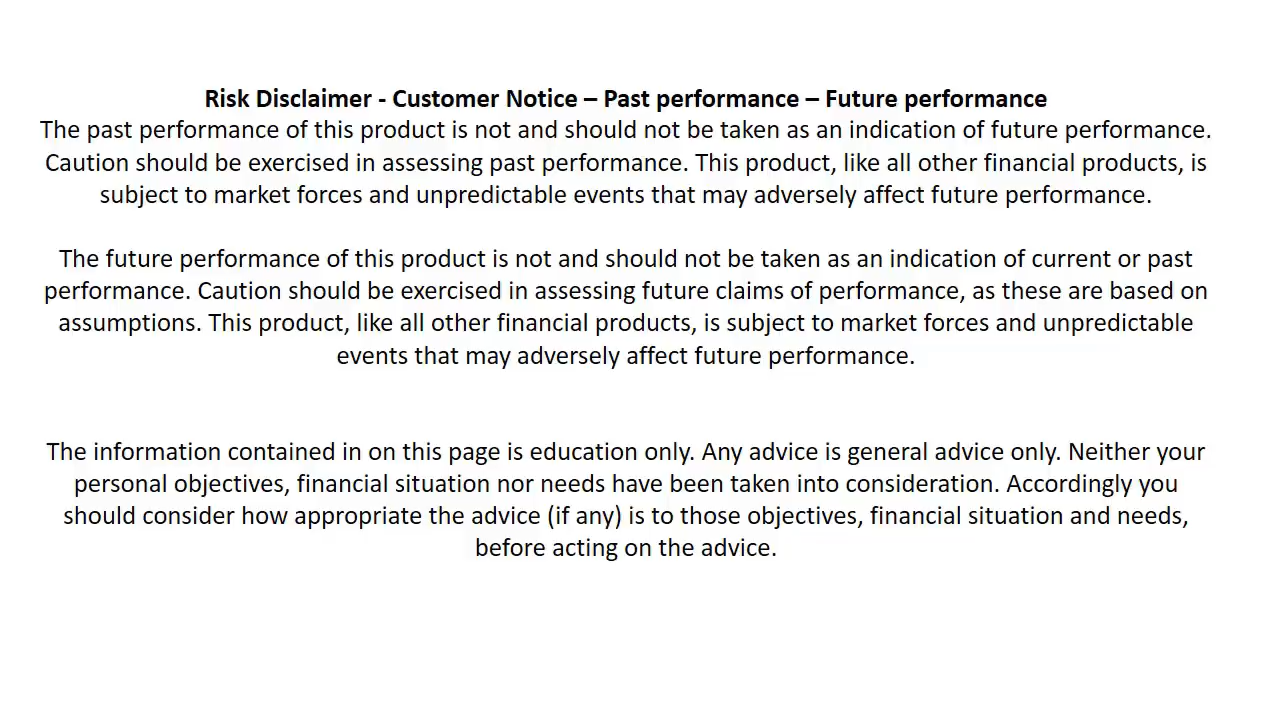 Risk Disclaimer - Customer Notice – Past performance – Future performance
The past performance of this product is not and should not be taken as an indication of future performance.
Caution should be exercised in assessing past performance. This product, like all other financial products, is
subject to market forces and unpredictable events that may adversely affect future performance.
The future performance of this product is not and should not be taken as an indication of current or past
performance. Caution should be exercised in assessing future claims of performance, as these are based on
assumptions. This product, like all other financial products, is subject to market forces and unpredictable
events that may adversely affect future performance.
The information contained in on this page is education only. Any advice is general advice only. Neither your
personal objectives, financial situation nor needs have been taken into consideration. Accordingly you
should consider how appropriate the advice (if any) is to those objectives, financial situation and needs,
before acting on the advice.